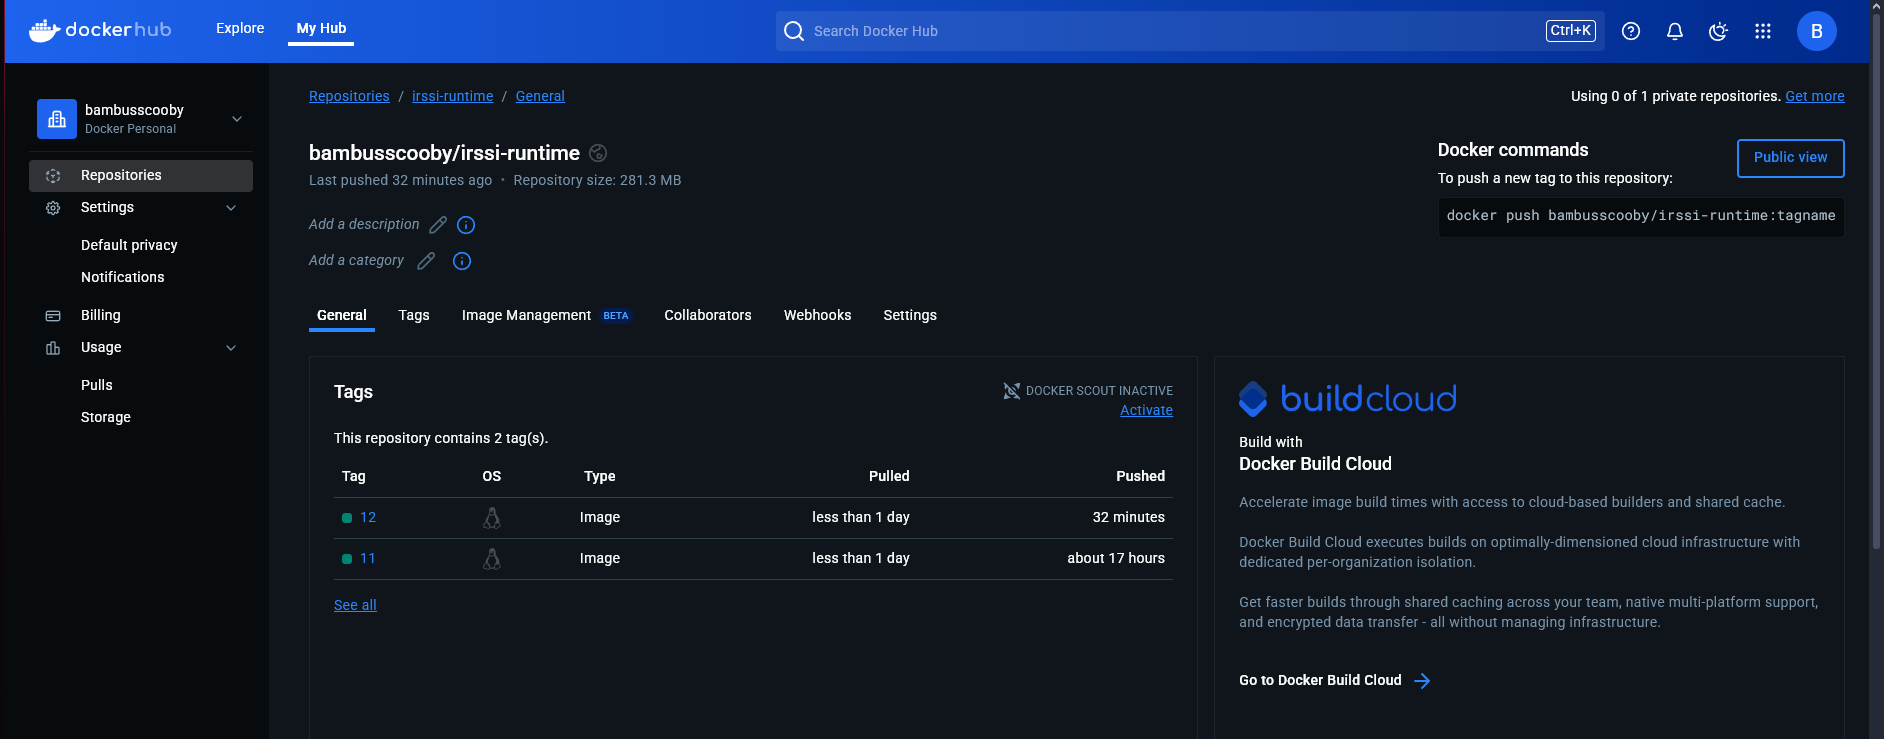 dockerhub
Explore
My Hub
Search Docker Hub
Ctrl+K
B
bambusscooby
Docker Personal
Repositories
Settings
Default privacy
Notifications
Billing
Usage
Pulls
Storage
Repositories / irssi-runtime / General
Using 0 of 1 private repositories. Get more
bambusscooby/irssi-runtime
Last pushed 32 minutes ago • Repository size: 281.3 MB
Add a description
Add a category
Docker commands
Public view
To push a new tag to this repository:
docker push bambusscooby/irssi-runtime:tagname
General Tags Image Management BETA Collaborators Webhooks Settings
Tags
DOCKER SCOUT INACTIVE
Activate
This repository contains 2 tag(s).
Tag OS Type Pulled Pushed
12 Image less than 1 day 32 minutes
11 Image less than 1 day about 17 hours
See all
buildcloud
Build with
Docker Build Cloud
Accelerate image build times with access to cloud-based builders and shared cache.
Docker Build Cloud executes builds on optimally-dimensioned cloud infrastructure with
dedicated per-organization isolation.
Get faster builds through shared caching across your team, native multi-platform support,
and encrypted data transfer - all without managing infrastructure.
Go to Docker Build Cloud